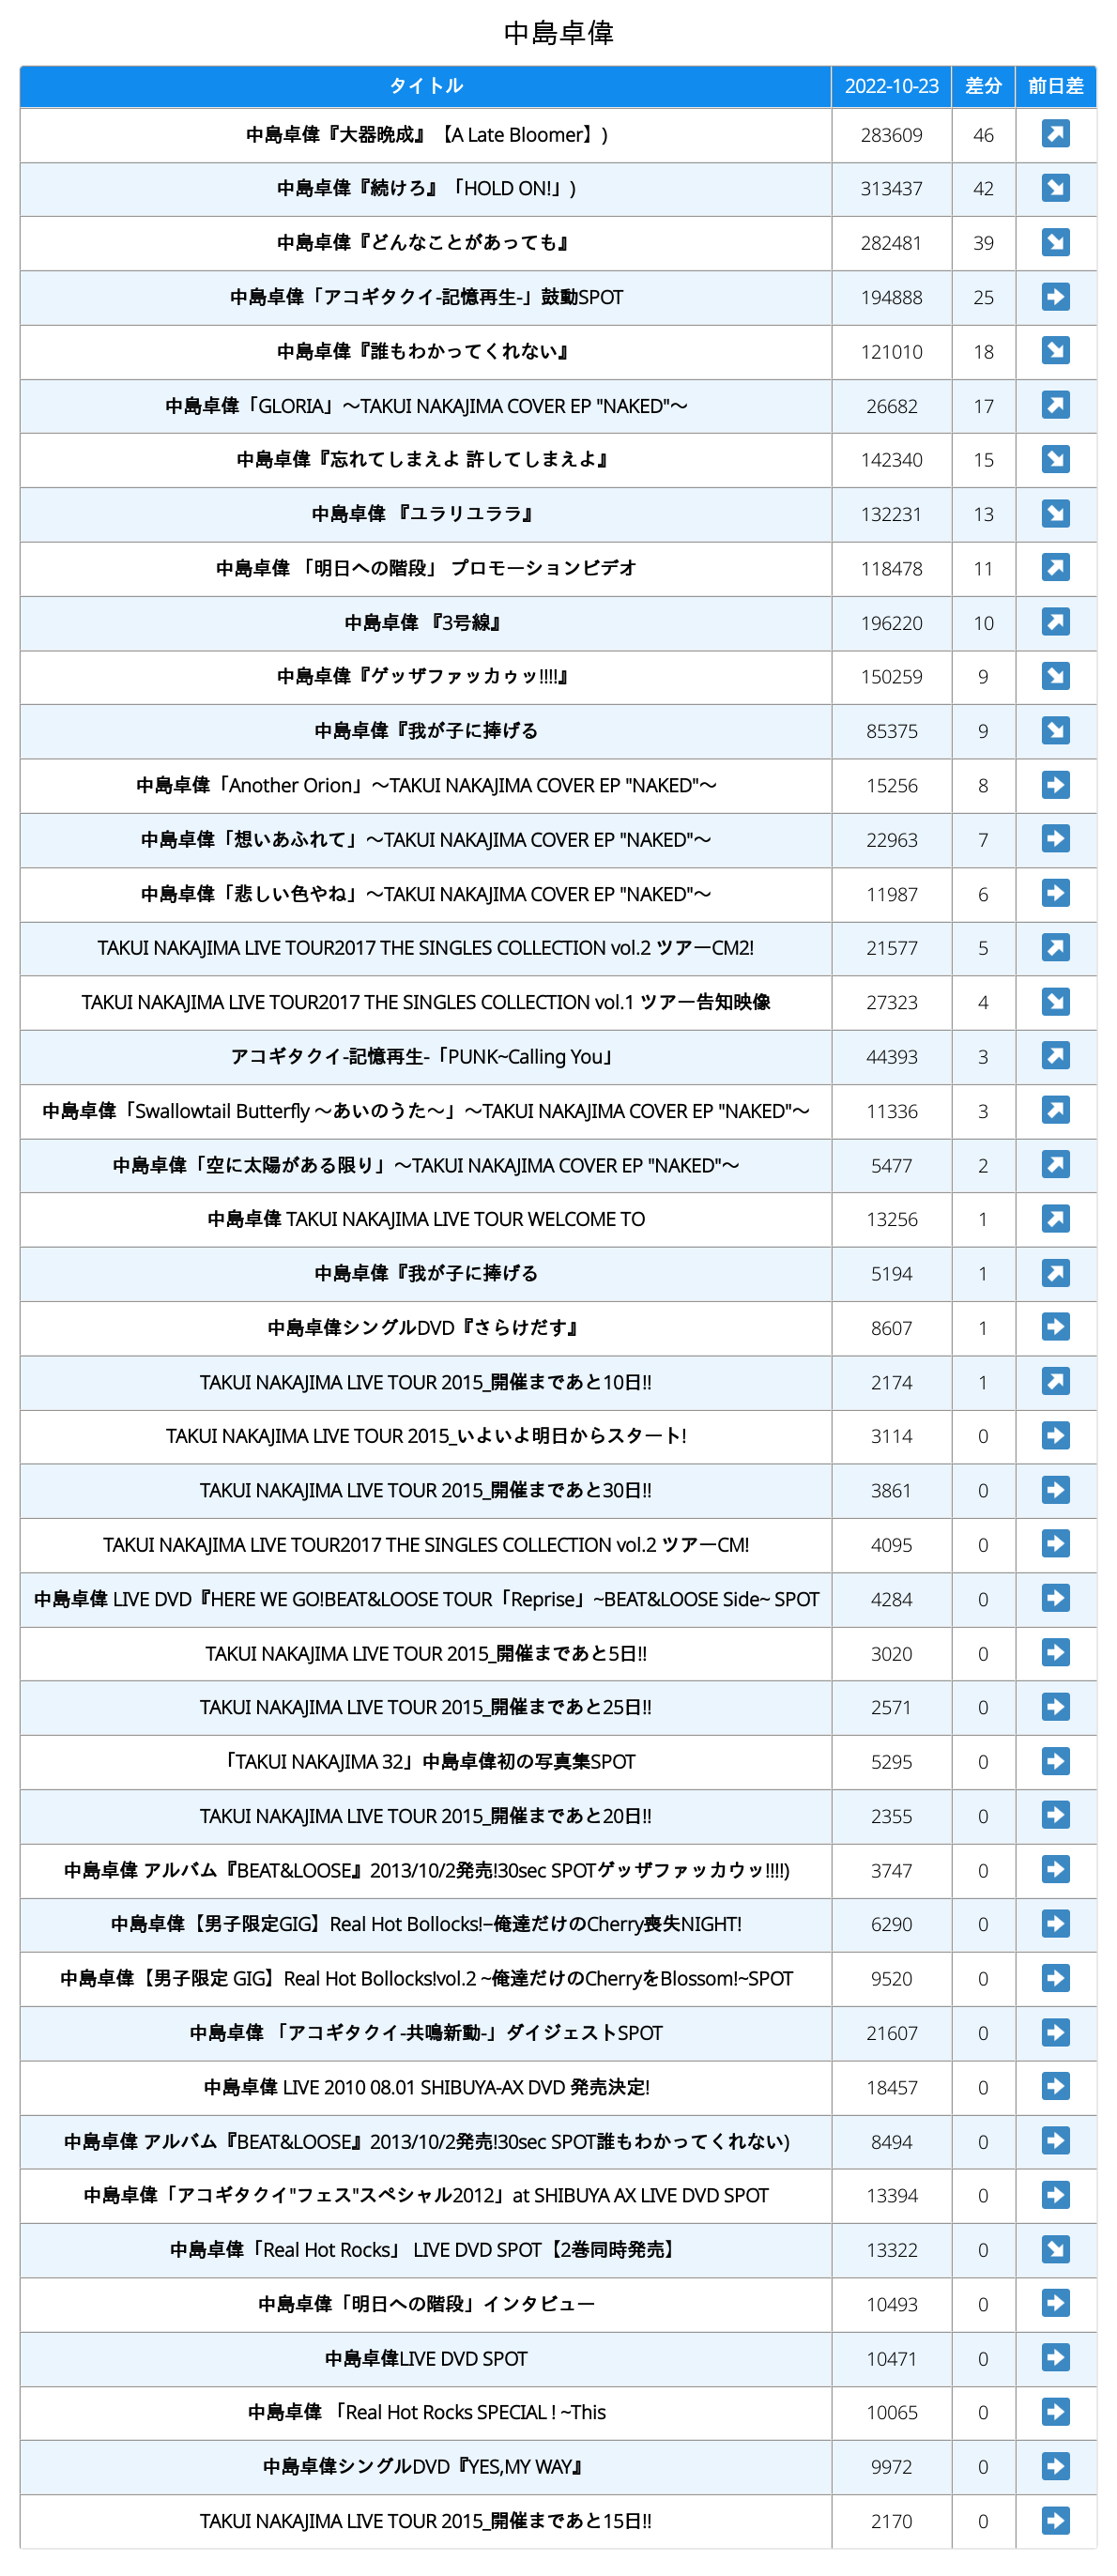 中島卓偉
タイトル 2022-10-23 差分 前日差
中島卓偉『大器晩成』【A Late Bloomer】) 283609 46 ↗
中島卓偉『続けろ』「HOLD ON!」) 313437 42 ↘
中島卓偉『どんなことがあっても』 282481 39 ↘
中島卓偉「アコギタクイ-記憶再生-」鼓動SPOT 194888 25 ➡
中島卓偉『誰もわかってくれない』 121010 18 ↘
中島卓偉「GLORIA」〜TAKUI NAKAJIMA COVER EP "NAKED"〜 26682 17 ↗
中島卓偉『忘れてしまえよ 許してしまえよ』 142340 15 ↘
中島卓偉 『ユラリユララ』 132231 13 ↘
中島卓偉 「明日への階段」 プロモーションビデオ 118478 11 ↗
中島卓偉 『3号線』 196220 10 ↗
中島卓偉『ゲッザファッカゥッ!!!!』 150259 9 ↘
中島卓偉『我が子に捧げる 85375 9 ↘
中島卓偉「Another Orion」〜TAKUI NAKAJIMA COVER EP "NAKED"〜 15256 8 ➡
中島卓偉「想いあふれて」〜TAKUI NAKAJIMA COVER EP "NAKED"〜 22963 7 ➡
中島卓偉「悲しい色やね」〜TAKUI NAKAJIMA COVER EP "NAKED"〜 11987 6 ➡
TAKUI NAKAJIMA LIVE TOUR2017 THE SINGLES COLLECTION vol.2 ツアーCM2! 21577 5 ↗
TAKUI NAKAJIMA LIVE TOUR2017 THE SINGLES COLLECTION vol.1 ツアー告知映像 27323 4 ↘
アコギタクイ-記憶再生-「PUNK~Calling You」 44393 3 ↗
中島卓偉「Swallowtail Butterfly 〜あいのうた〜」〜TAKUI NAKAJIMA COVER EP "NAKED"〜 11336 3 ↗
中島卓偉「空に太陽がある限り」〜TAKUI NAKAJIMA COVER EP "NAKED"〜 5477 2 ↗
中島卓偉 TAKUI NAKAJIMA LIVE TOUR WELCOME TO 13256 1 ↗
中島卓偉『我が子に捧げる 5194 1 ↗
中島卓偉シングルDVD『さらけだす』 8607 1 ➡
TAKUI NAKAJIMA LIVE TOUR 2015_開催まであと10日!! 2174 1 ↗
TAKUI NAKAJIMA LIVE TOUR 2015_いよいよ明日からスタート! 3114 0 ➡
TAKUI NAKAJIMA LIVE TOUR 2015_開催まであと30日!! 3861 0 ➡
TAKUI NAKAJIMA LIVE TOUR2017 THE SINGLES COLLECTION vol.2 ツアーCM! 4095 0 ➡
中島卓偉 LIVE DVD『HERE WE GO!BEAT&LOOSE TOUR「Reprise」~BEAT&LOOSE Side~ SPOT 4284 0 ➡
TAKUI NAKAJIMA LIVE TOUR 2015_開催まであと5日!! 3020 0 ➡
TAKUI NAKAJIMA LIVE TOUR 2015_開催まであと25日!! 2571 0 ➡
「TAKUI NAKAJIMA 32」中島卓偉初の写真集SPOT 5295 0 ➡
TAKUI NAKAJIMA LIVE TOUR 2015_開催まであと20日!! 2355 0 ➡
中島卓偉 アルバム『BEAT&LOOSE』2013/10/2発売!30sec SPOTゲッザファッカウッ!!!!) 3747 0 ➡
中島卓偉【男子限定GIG】Real Hot Bollocks!−俺達だけのCherry喪失NIGHT! 6290 0 ➡
中島卓偉【男子限定 GIG】Real Hot Bollocks!vol.2 ~俺達だけのCherryをBlossom!~SPOT 9520 0 ➡
中島卓偉 「アコギタクイ-共鳴新動-」ダイジェストSPOT 21607 0 ➡
中島卓偉 LIVE 2010 08.01 SHIBUYA-AX DVD 発売決定! 18457 0 ➡
中島卓偉 アルバム『BEAT&LOOSE』2013/10/2発売!30sec SPOT誰もわかってくれない) 8494 0 ➡
中島卓偉「アコギタクイ"フェス"スペシャル2012」at SHIBUYA AX LIVE DVD SPOT 13394 0 ➡
中島卓偉「Real Hot Rocks」 LIVE DVD SPOT【2巻同時発売】 13322 0 ↘
中島卓偉「明日への階段」インタビュー 10493 0 ➡
中島卓偉LIVE DVD SPOT 10471 0 ➡
中島卓偉 「Real Hot Rocks SPECIAL ! ~This 10065 0 ➡
中島卓偉シングルDVD『YES,MY WAY』 9972 0 ➡
TAKUI NAKAJIMA LIVE TOUR 2015_開催まであと15日!! 2170 0 ➡